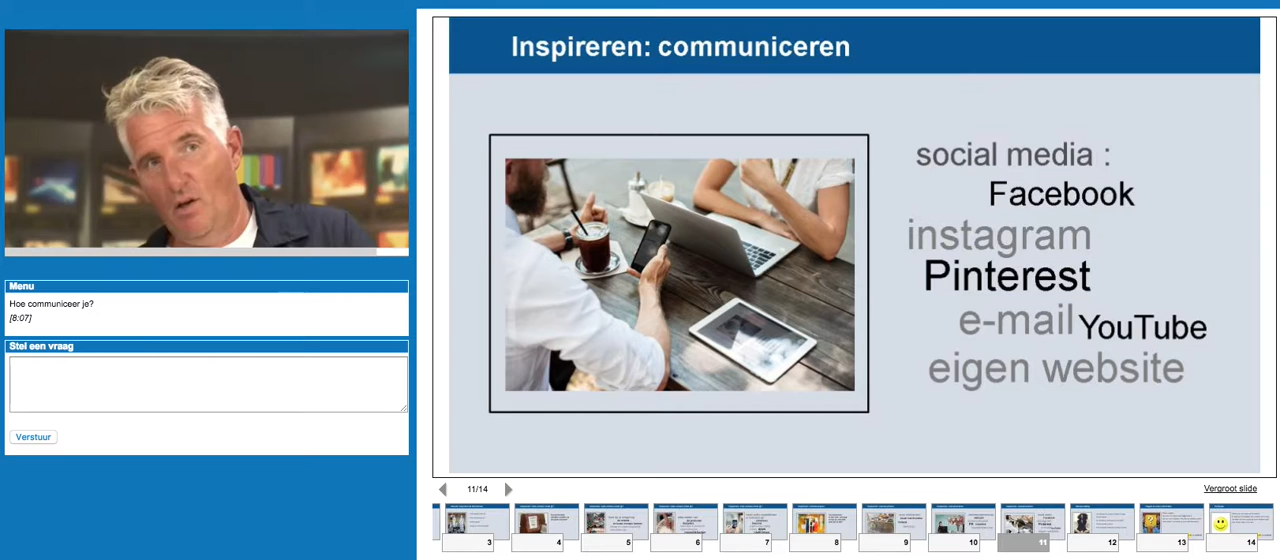 Inspireren: communiceren
social media :
Facebook
instagram
Pinterest
e-mail
YouTube
eigen website
Menu
Hoe communiceer je?
[8:07]
Stel een vraag
Verstuur
11/14
Vergroot slide
3
4
5
6
7
8
9
10
11
12
13
14